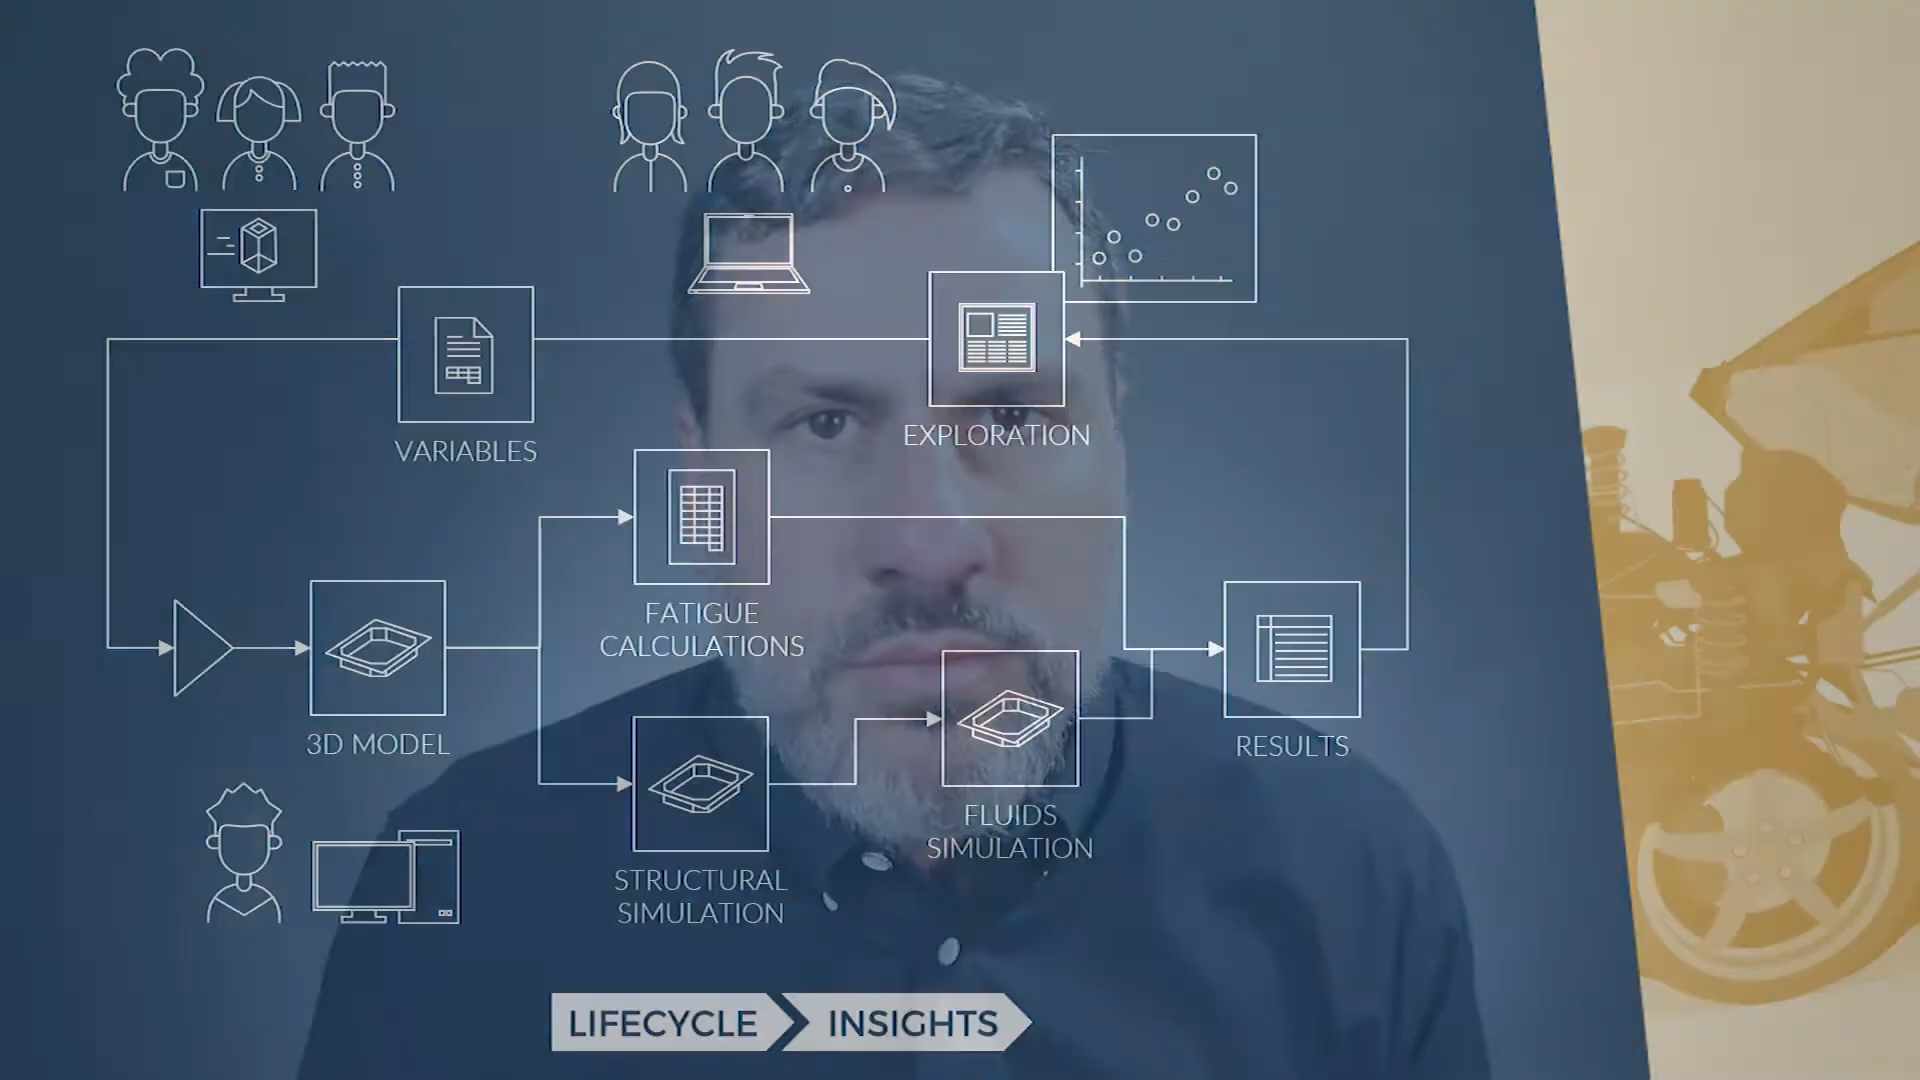 EXPLORATION
VARIABLES
FATIGUE
CALCULATIONS
3D MODEL
RESULTS
FLUIDS
SIMULATION
STRUCTURAL
SIMULATION
LIFECYCLE INSIGHTS